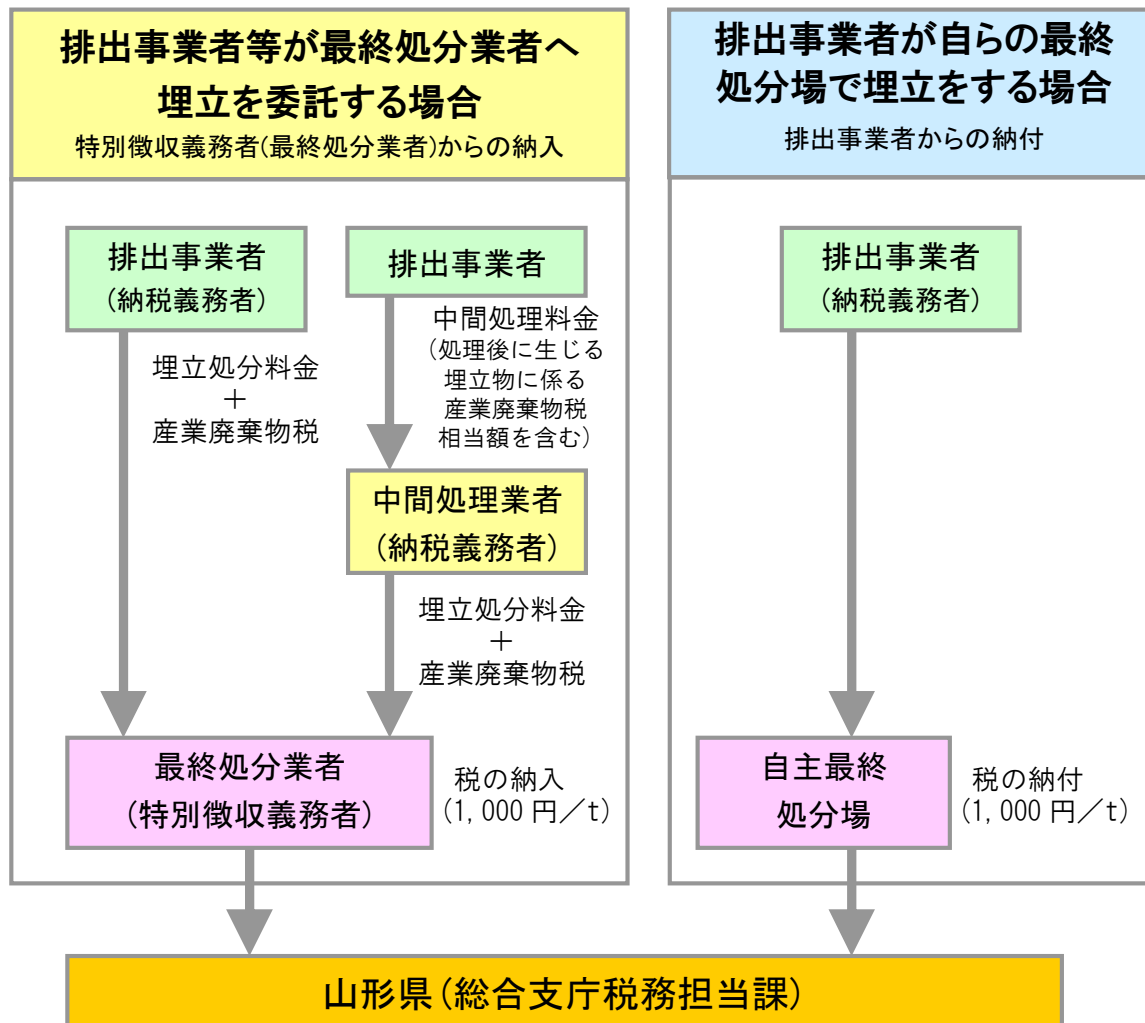 排出事業者等が最終処分業者へ
埋立を委託する場合
特別徴収義務者(最終処分業者)からの納入
排出事業者
(納税義務者)
埋立処分料金
＋
産業廃棄物税
排出事業者
中間処理料金
(処理後に生じる
埋立物に係る
産業廃棄物税
相当額を含む)
中間処理業者
(納税義務者)
埋立処分料金
＋
産業廃棄物税
最終処分業者
(特別徴収義務者)
税の納入
(1,000 円／t)
排出事業者が自らの最終
処分場で埋立をする場合
排出事業者からの納付
排出事業者
(納税義務者)
自主最終
処分場
税の納付
(1,000 円／t)
山形県(総合支庁税務担当課)